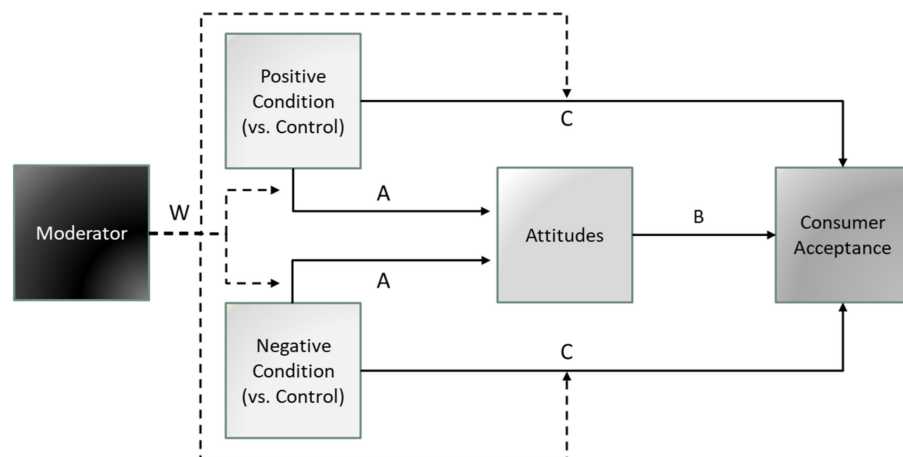 Positive
Condition
(vs. Control)
C
A
W
Moderator
Attitudes
B
Consumer
Acceptance
A
Negative
Condition
(vs. Control)
C